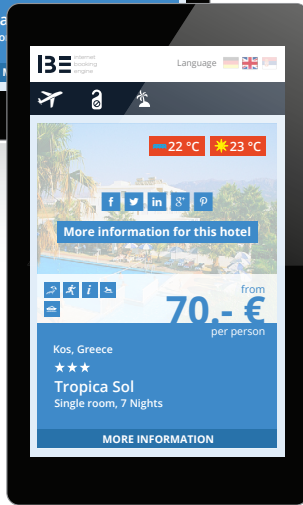 IBE internet
booking
engine
Language
22 °C
23 °C
f
in
g+
More information for this hotel
i
from
70.- €
per person
Kos, Greece
Tropica Sol
Single room, 7 Nights
MORE INFORMATION